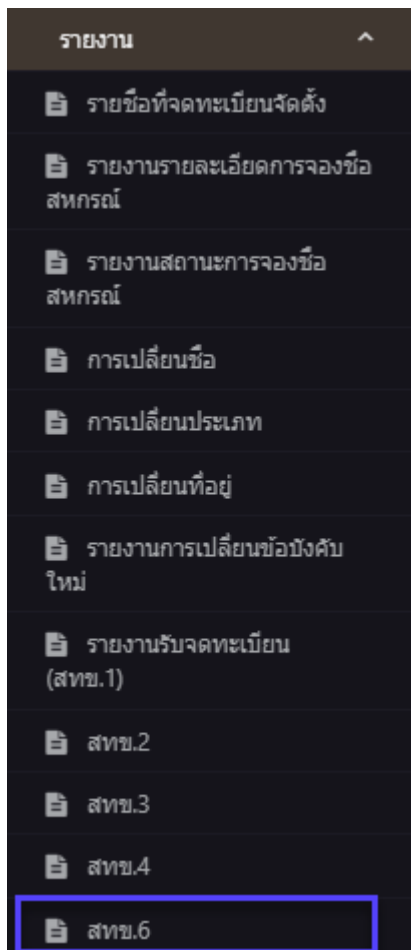 รายงาน
รายชื่อที่จดทะเบียนจัดตั้ง
รายงานรายละเอียดการจองชื่อ
สหกรณ์
รายงานสถานะการจองชื่อ
สหกรณ์
การเปลี่ยนชื่อ
การเปลี่ยนประเภท
การเปลี่ยนที่อยู่
รายงานการเปลี่ยนข้อบังคับ
ใหม่
รายงานรับจดทะเบียน
(สทข.1)
สทข.2
สทข.3
สทข.4
สทข.6